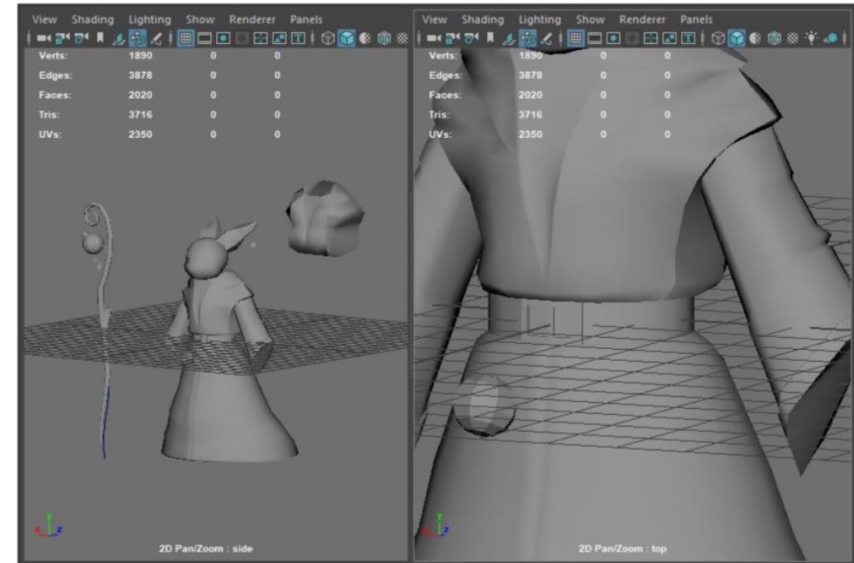 View Shading Lighting Show Renderer Panels
Verts: 1890 0 0
Edges: 3878 0 0
Faces: 2020 0 0
Tris: 3716 0 0
UVs: 2350 0 0
y
x z
2D Pan/Zoom : side
View Shading Lighting Show Renderer Panels
Verts: 1890 0 0
Edges: 3878 0 0
Faces: 2020 0 0
Tris: 3716 0 0
UVs: 2350 0 0
y
x z
2D Pan/Zoom : top